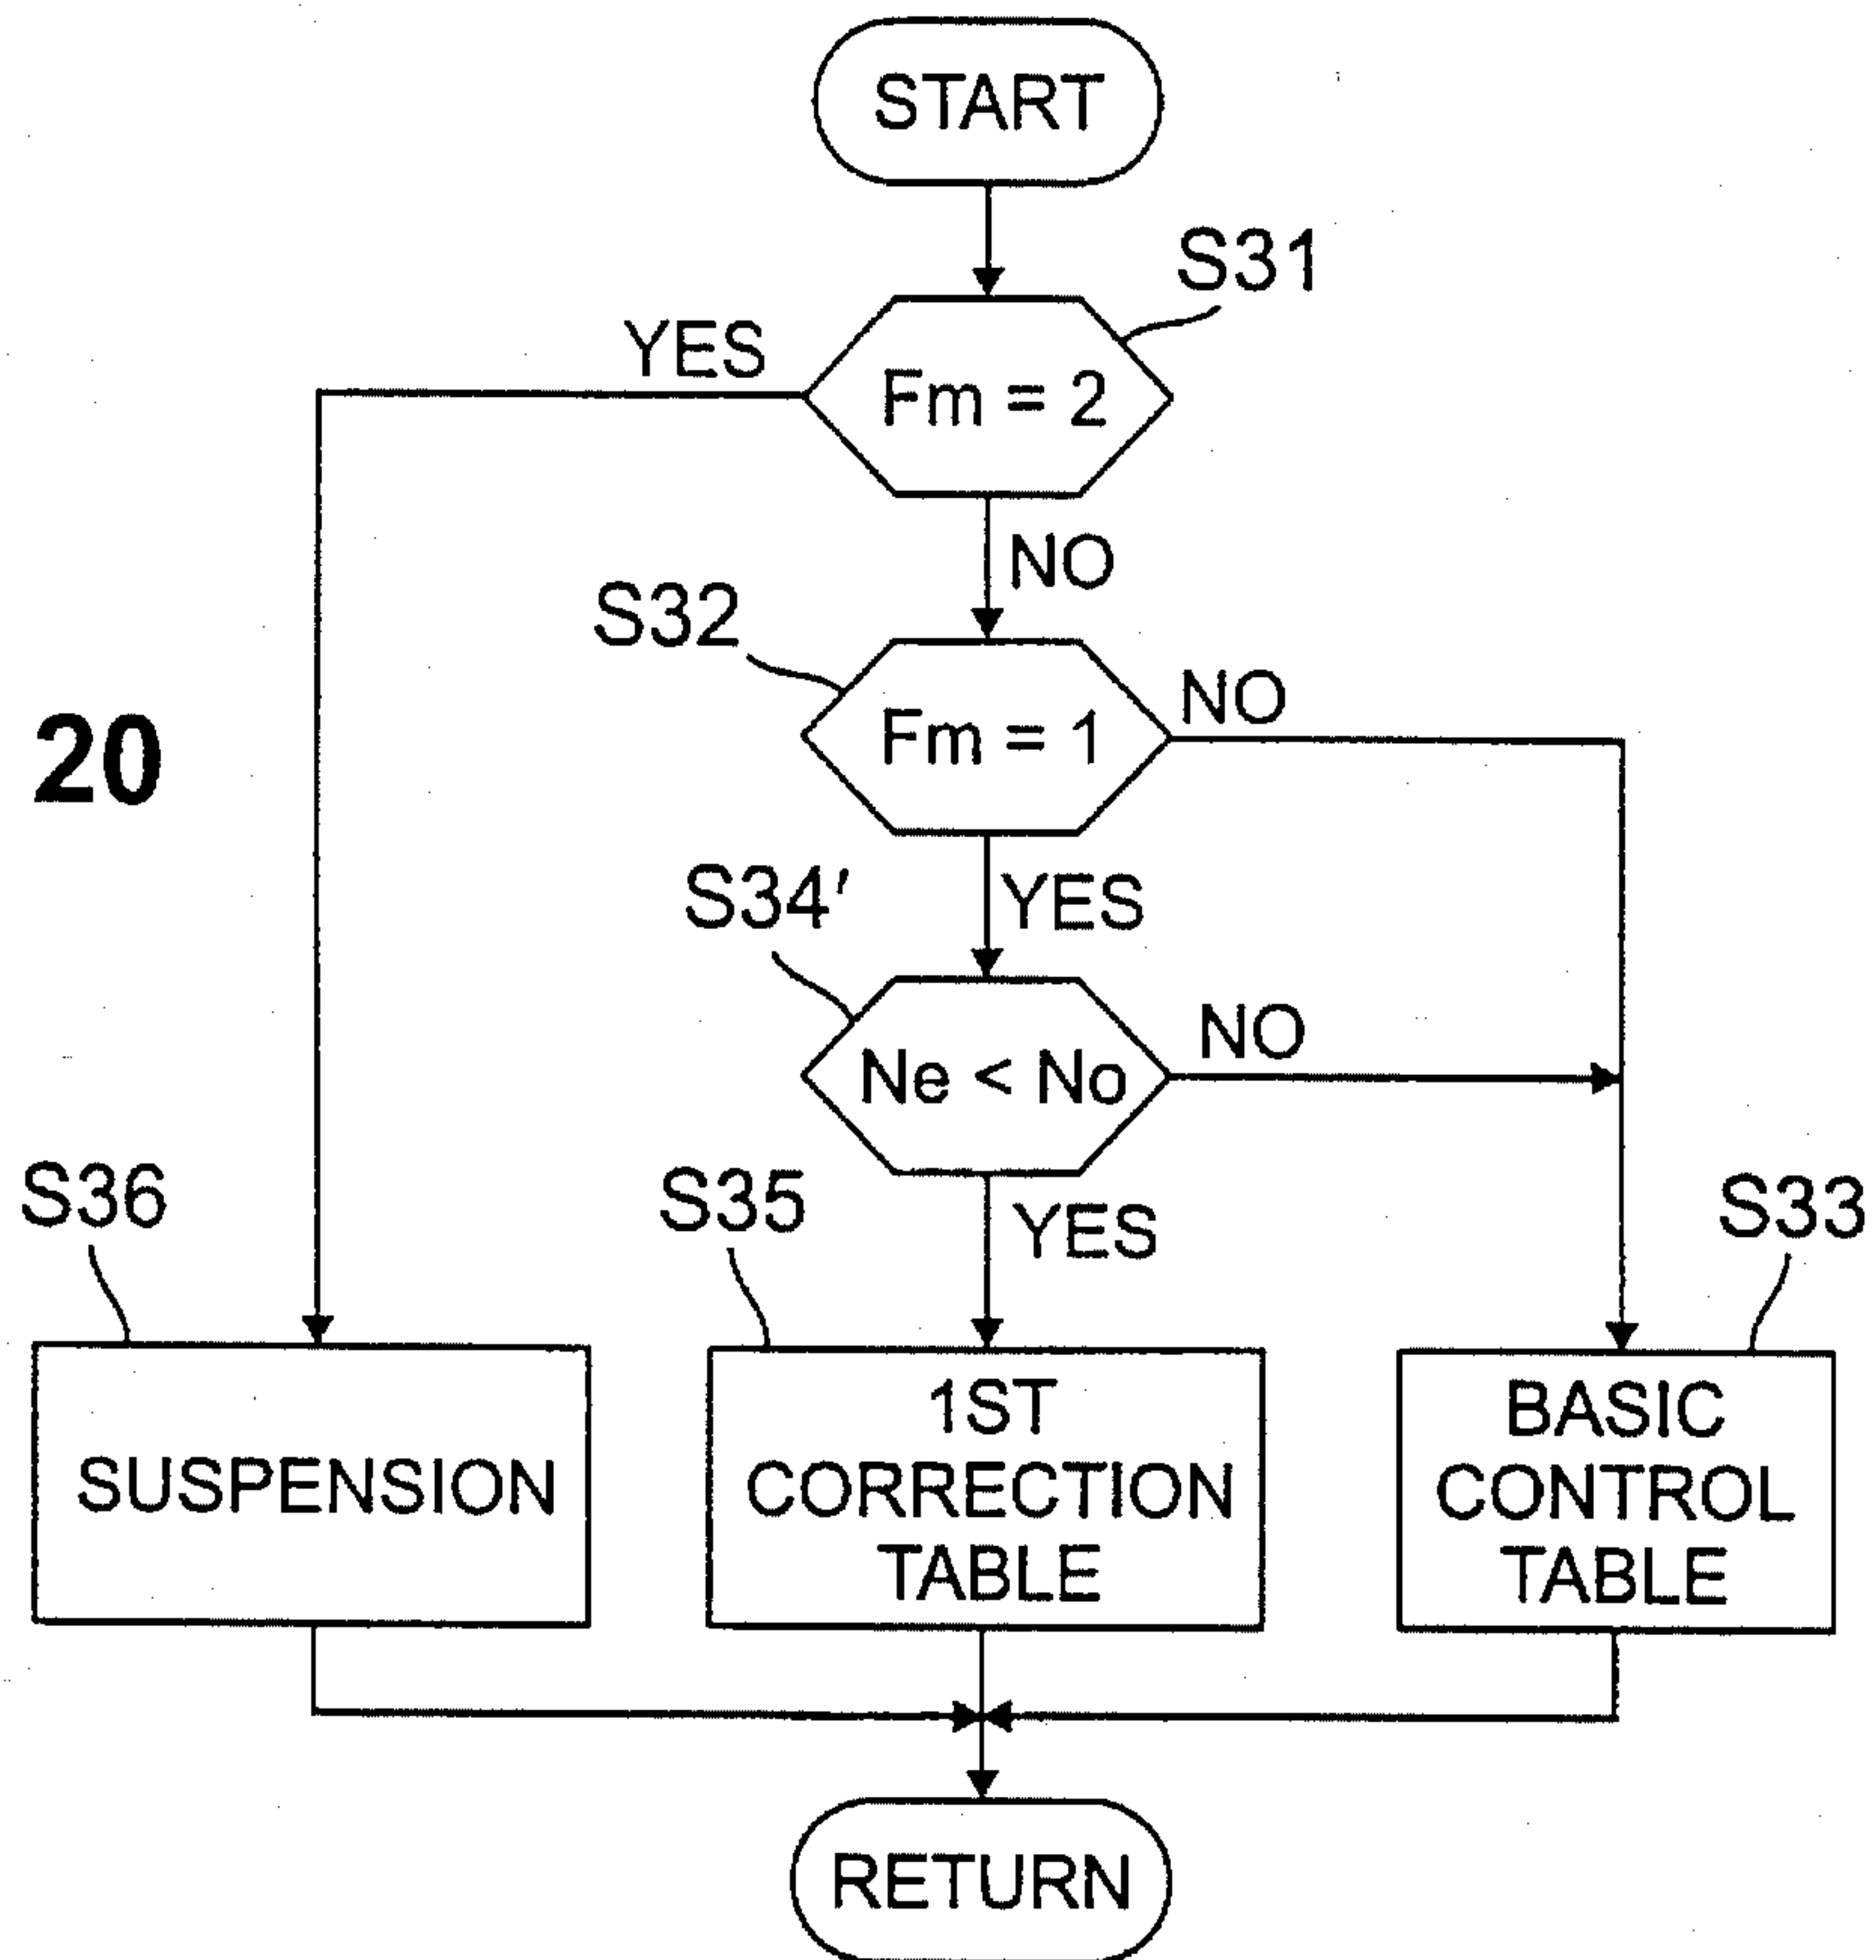 START
S31
YES
Fm = 2
NO
S32
NO
Fm = 1
20
S34'
YES
NO
Ne < No
S36
S35
YES
S33
SUSPENSION
1ST
CORRECTION
TABLE
BASIC
CONTROL
TABLE
RETURN